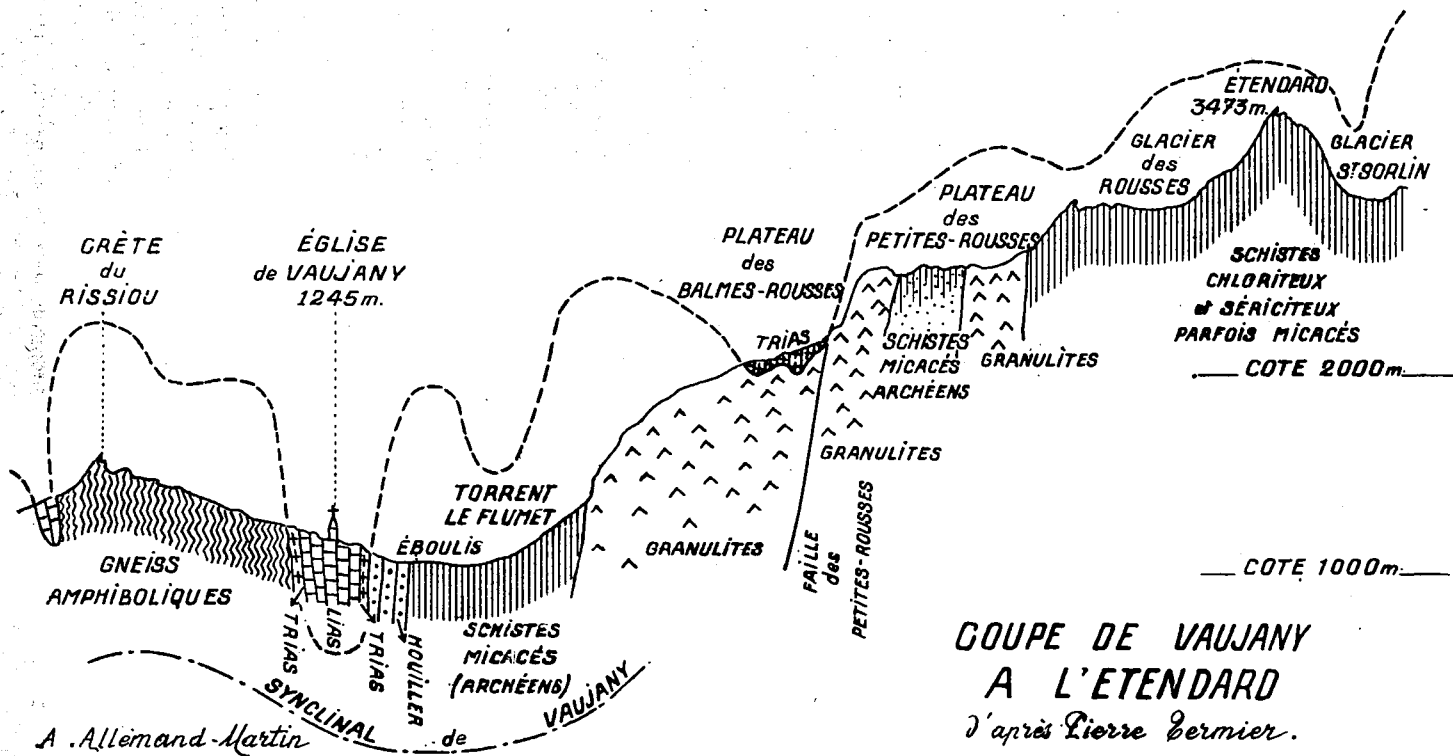 ETENDARD
3473m.
GLACIER
des
ROUSSES
GLACIER
ST SORLIN
PLATEAU
des
PETITES-ROUSSES
PLATEAU
des
BALMES-ROUSSES
CRÈTE
du
RISSIOU
ÉGLISE
de VAUJANY
1245m.
TRIAS
SCHISTES
MICACÉS
ARCHÉENS
GRANULITES
SCHISTES
CHLORITEUX
et SÉRICITEUX
PARFOIS MICACÉS
COTE 2000m.
GRANULITES
TORRENT
LE FLUMET
ÉBOULIS
GRANULITES
FAILLE
des
PETITES-ROUSSES
COTE 1000m.
GNEISS
AMPHIBOLIQUES
TRIAS
LIAS
TRIAS
HOUILLER
SCHISTES
MICACÉS
(ARCHÉENS)
SYNCLINAL de VAUJANY
COUPE DE VAUJANY
A L'ETENDARD
d'après Pierre Termier.
A. Allemand-Martin